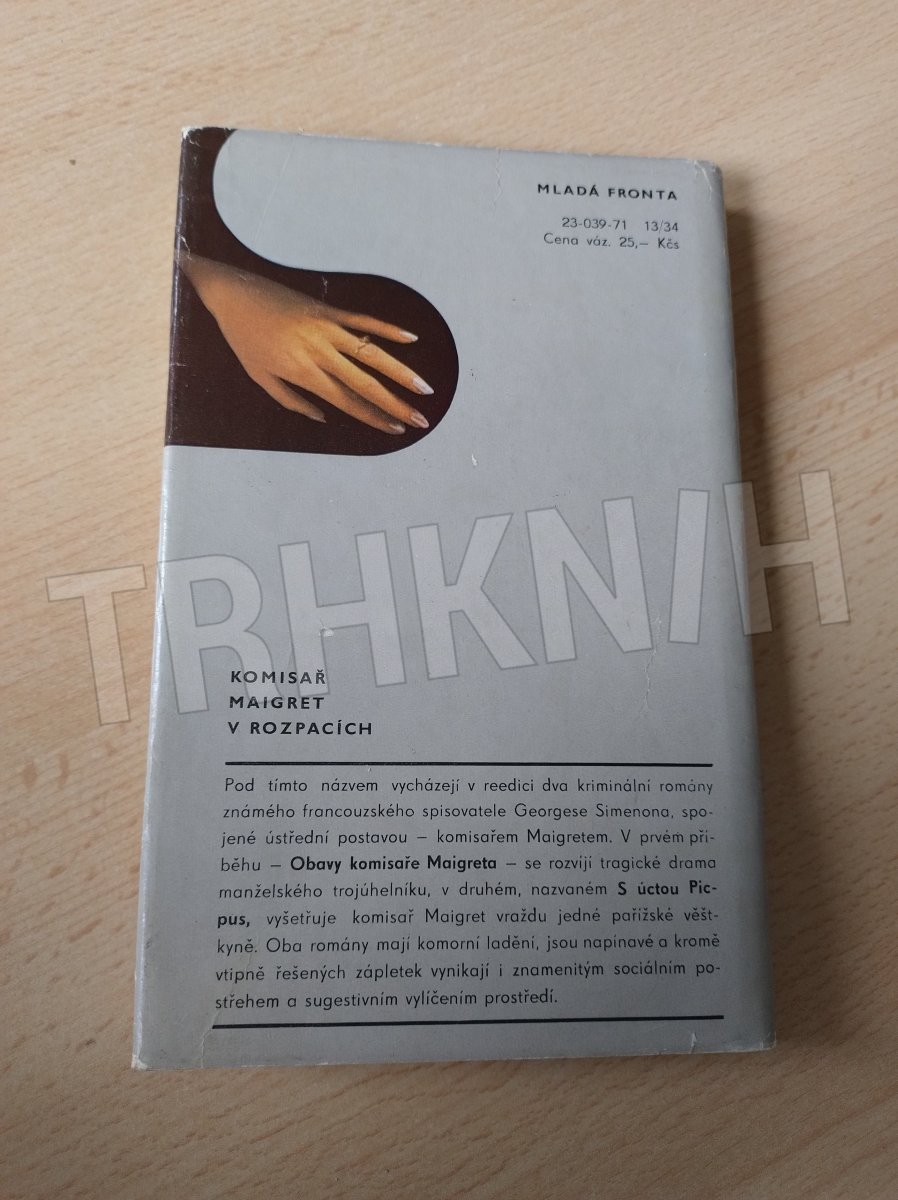 MLADÁ FRONTA
23-039-71 13/34
Cena váz. 25,– Kčs
TRHKNIH
KOMISAŘ
MAIGRET
V ROZPACÍCH
Pod tímto názvem vycházejí v reedici dva kriminální romány
známého francouzského spisovatele Georgese Simenona, spo-
jené ústřední postavou – komisařem Maigretem. V prvém pří-
běhu – Obavy komisaře Maigreta – se rozvíjí tragické drama
manželského trojúhelníku, v druhém, nazvaném S úctou Pic-
pus, vyšetřuje komisař Maigret vraždu jedné pařížské věšt-
kyně. Oba romány mají komorní ladění, jsou napínavé a kromě
vtipně řešených zápletek vynikají i znamenitým sociálním po-
střehem a sugestivním vylíčením prostředí.